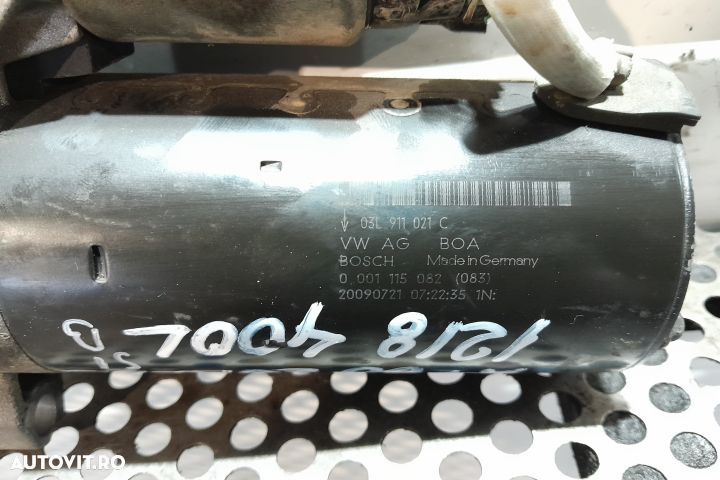 03L 911 021 C
VW AG BOA
BOSCH Made in Germany
0 001 115 082 (083)
20090721 07:22:35 1N:
1218 400L
AUTOVIT.RO